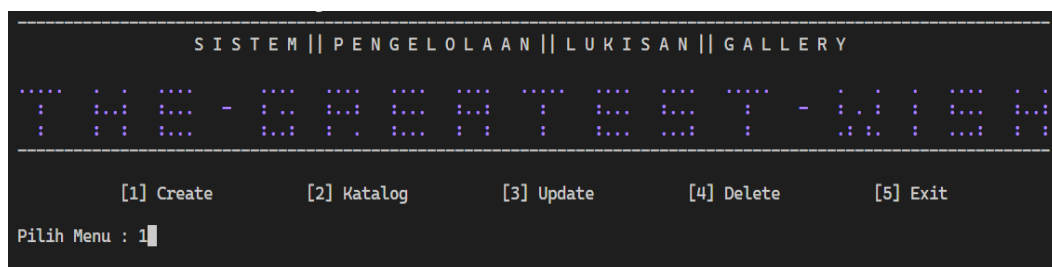 S I S T E M || P E N G E L O L A A N || L U K I S A N || G A L L E R Y
T H E - G R E A T E S T - W I S H
[1] Create [2] Katalog [3] Update [4] Delete [5] Exit
Pilih Menu : 1